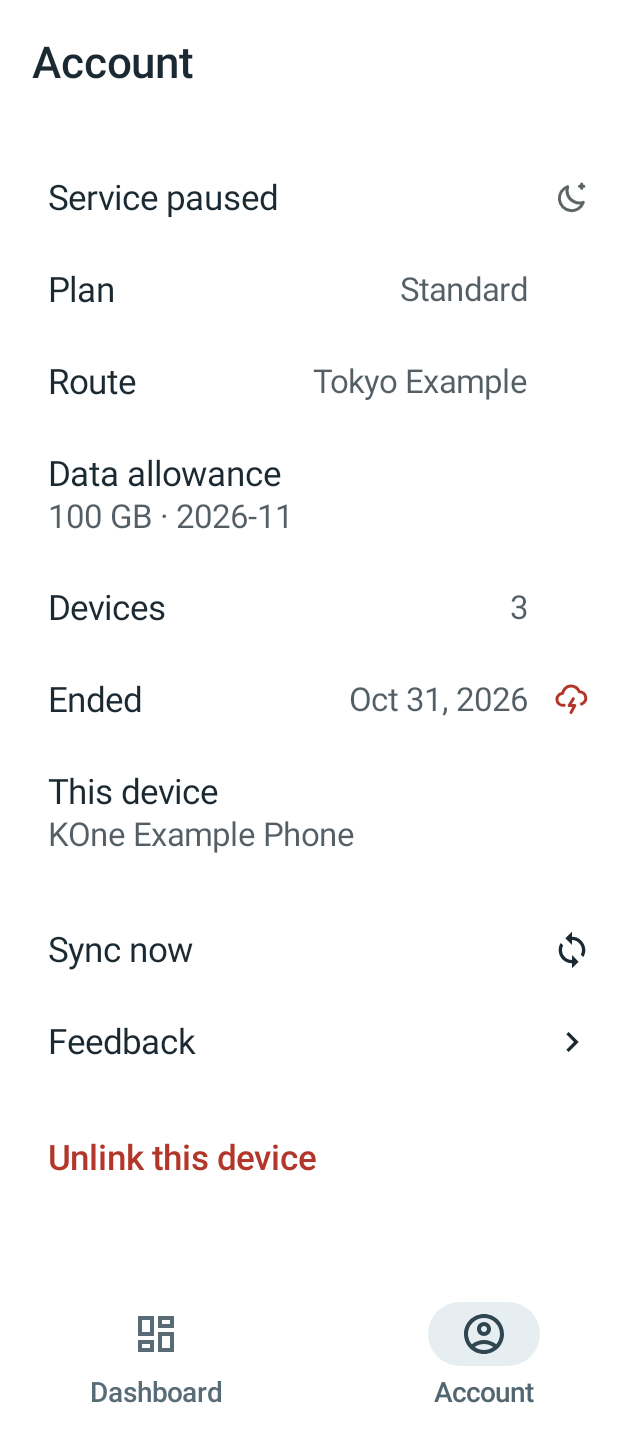 Account
Service paused
Plan Standard
Route Tokyo Example
Data allowance
100 GB · 2026-11
Devices 3
Ended Oct 31, 2026
This device
KOne Example Phone
Sync now
Feedback
Unlink this device
Dashboard Account